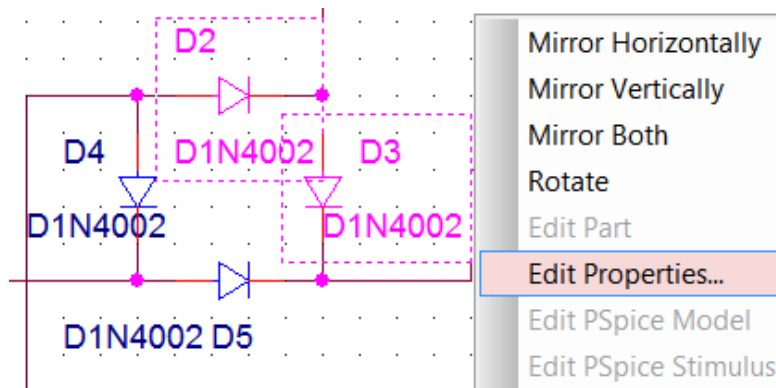 D2
D4
D1N4002
D3
D1N4002
D1N4002
D1N4002 D5
Mirror Horizontally
Mirror Vertically
Mirror Both
Rotate
Edit Part
Edit Properties...
Edit PSpice Model
Edit PSpice Stimulus